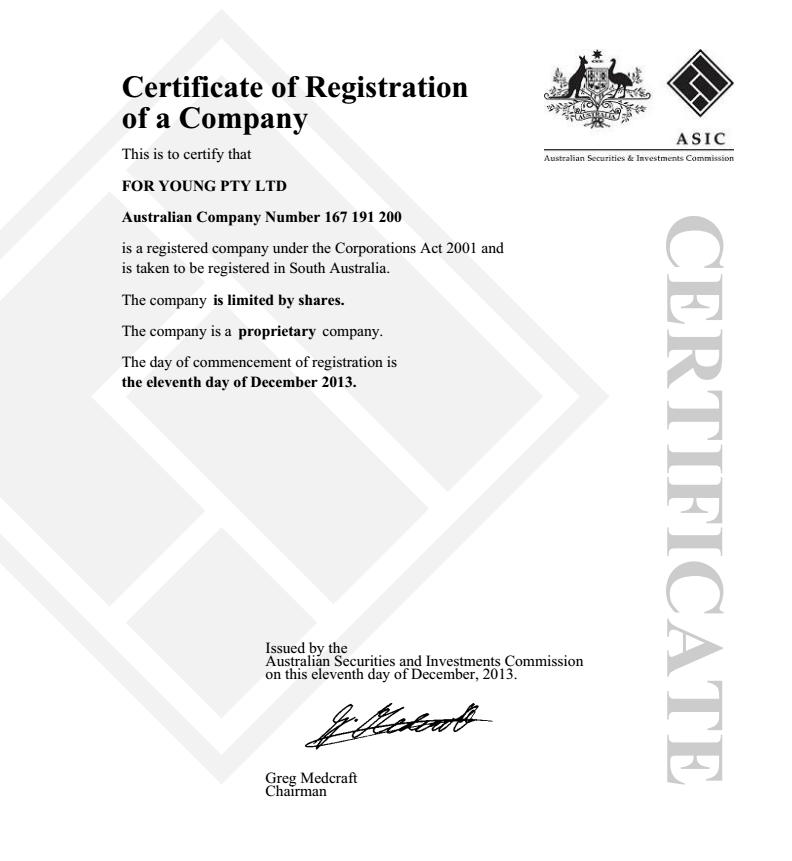 Certificate of Registration
of a Company
AUSTRALIA
ASIC
Australian Securities & Investments Commission
This is to certify that
FOR YOUNG PTY LTD
Australian Company Number 167 191 200
is a registered company under the Corporations Act 2001 and
is taken to be registered in South Australia.
The company is limited by shares.
The company is a proprietary company.
The day of commencement of registration is
the eleventh day of December 2013.
CERTIFICATE
Issued by the
Australian Securities and Investments Commission
on this eleventh day of December, 2013.
Greg Medcraft
Chairman